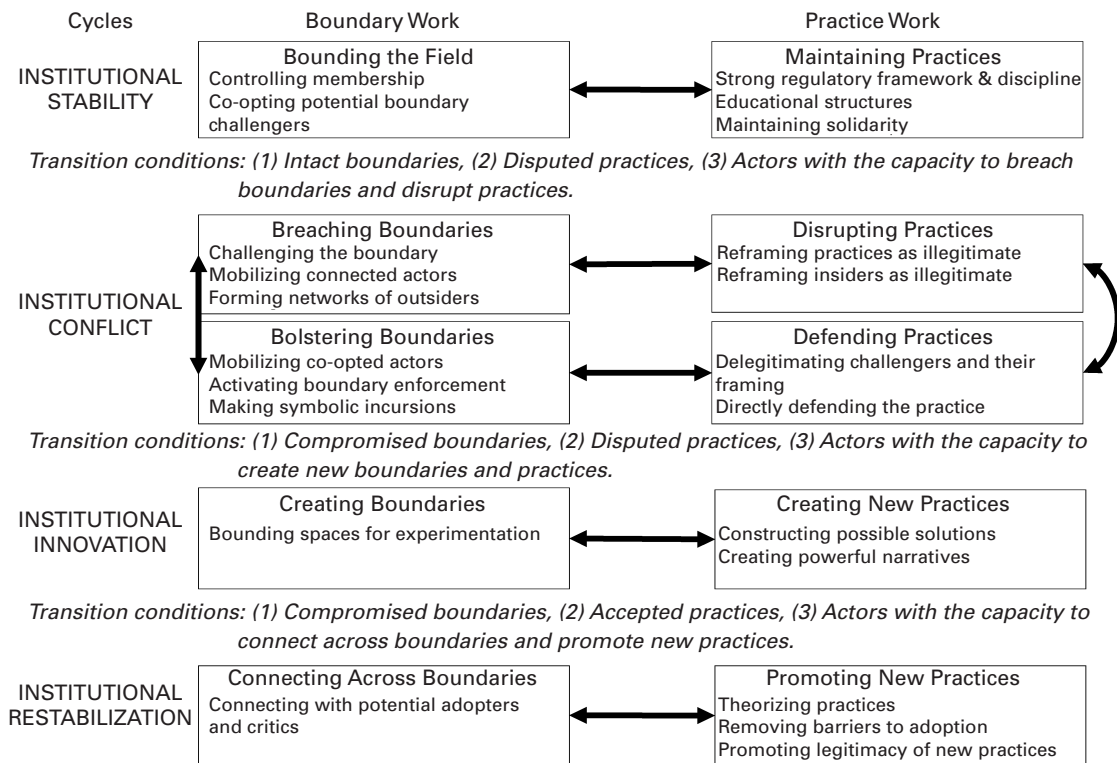 Cycles
Boundary Work
Practice Work
INSTITUTIONAL
STABILITY
Bounding the Field
Controlling membership
Co-opting potential boundary
challengers
Maintaining Practices
Strong regulatory framework & discipline
Educational structures
Maintaining solidarity
Transition conditions: (1) Intact boundaries, (2) Disputed practices, (3) Actors with the capacity to breach
boundaries and disrupt practices.
INSTITUTIONAL
CONFLICT
Breaching Boundaries
Challenging the boundary
Mobilizing connected actors
Forming networks of outsiders
Disrupting Practices
Reframing practices as illegitimate
Reframing insiders as illegitimate
Bolstering Boundaries
Mobilizing co-opted actors
Activating boundary enforcement
Making symbolic incursions
Defending Practices
Delegitimating challengers and their
framing
Directly defending the practice
Transition conditions: (1) Compromised boundaries, (2) Disputed practices, (3) Actors with the capacity to
create new boundaries and practices.
INSTITUTIONAL
INNOVATION
Creating Boundaries
Bounding spaces for experimentation
Creating New Practices
Constructing possible solutions
Creating powerful narratives
Transition conditions: (1) Compromised boundaries, (2) Accepted practices, (3) Actors with the capacity to
connect across boundaries and promote new practices.
INSTITUTIONAL
RESTABILIZATION
Connecting Across Boundaries
Connecting with potential adopters
and critics
Promoting New Practices
Theorizing practices
Removing barriers to adoption
Promoting legitimacy of new practices